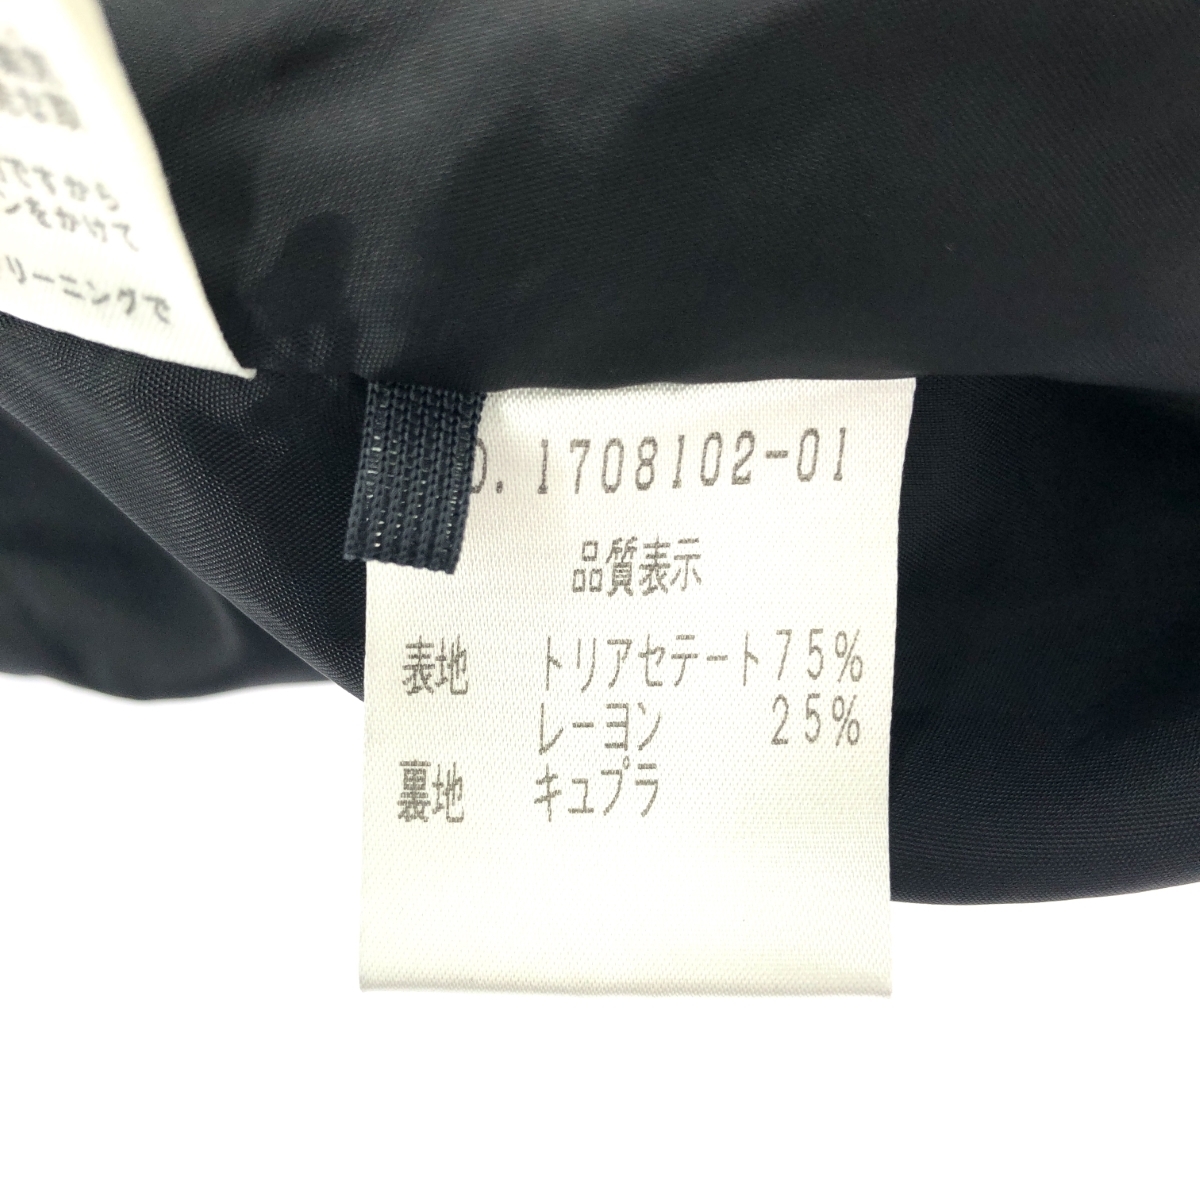 ですから
ンをかけて
リーニングで
O. 1708102-01
品質表示
表地 トリアセテート75%
レーヨン 25%
裏地 キュプラ